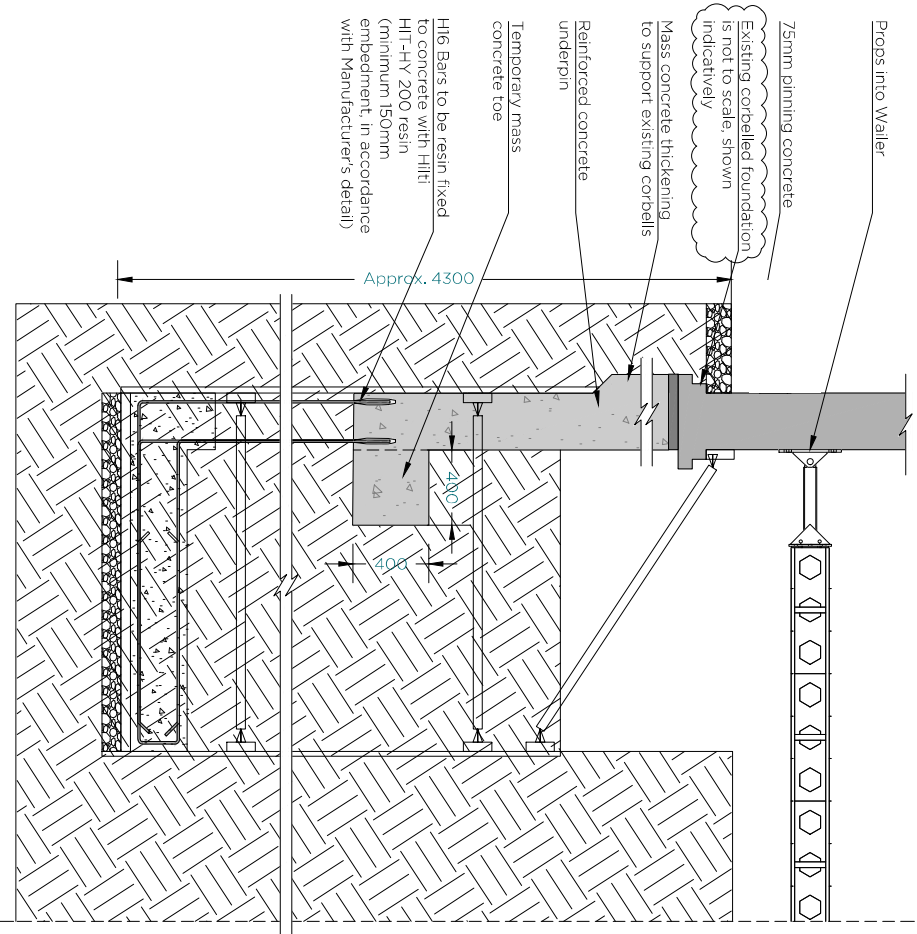 Props into Wailer
75mm pinning concrete
Existing corbelled foundation
is not to scale, shown
indicatively
Mass concrete thickening
to support existing corbells
Reinforced concrete
underpin
Temporary mass
concrete toe
H16 Bars to be resin fixed
to concrete with Hilti
HIT-HY 200 resin
(minimum 150mm
embedment, in accordance
with Manufacturer's detail)
Approx. 4300
400
400